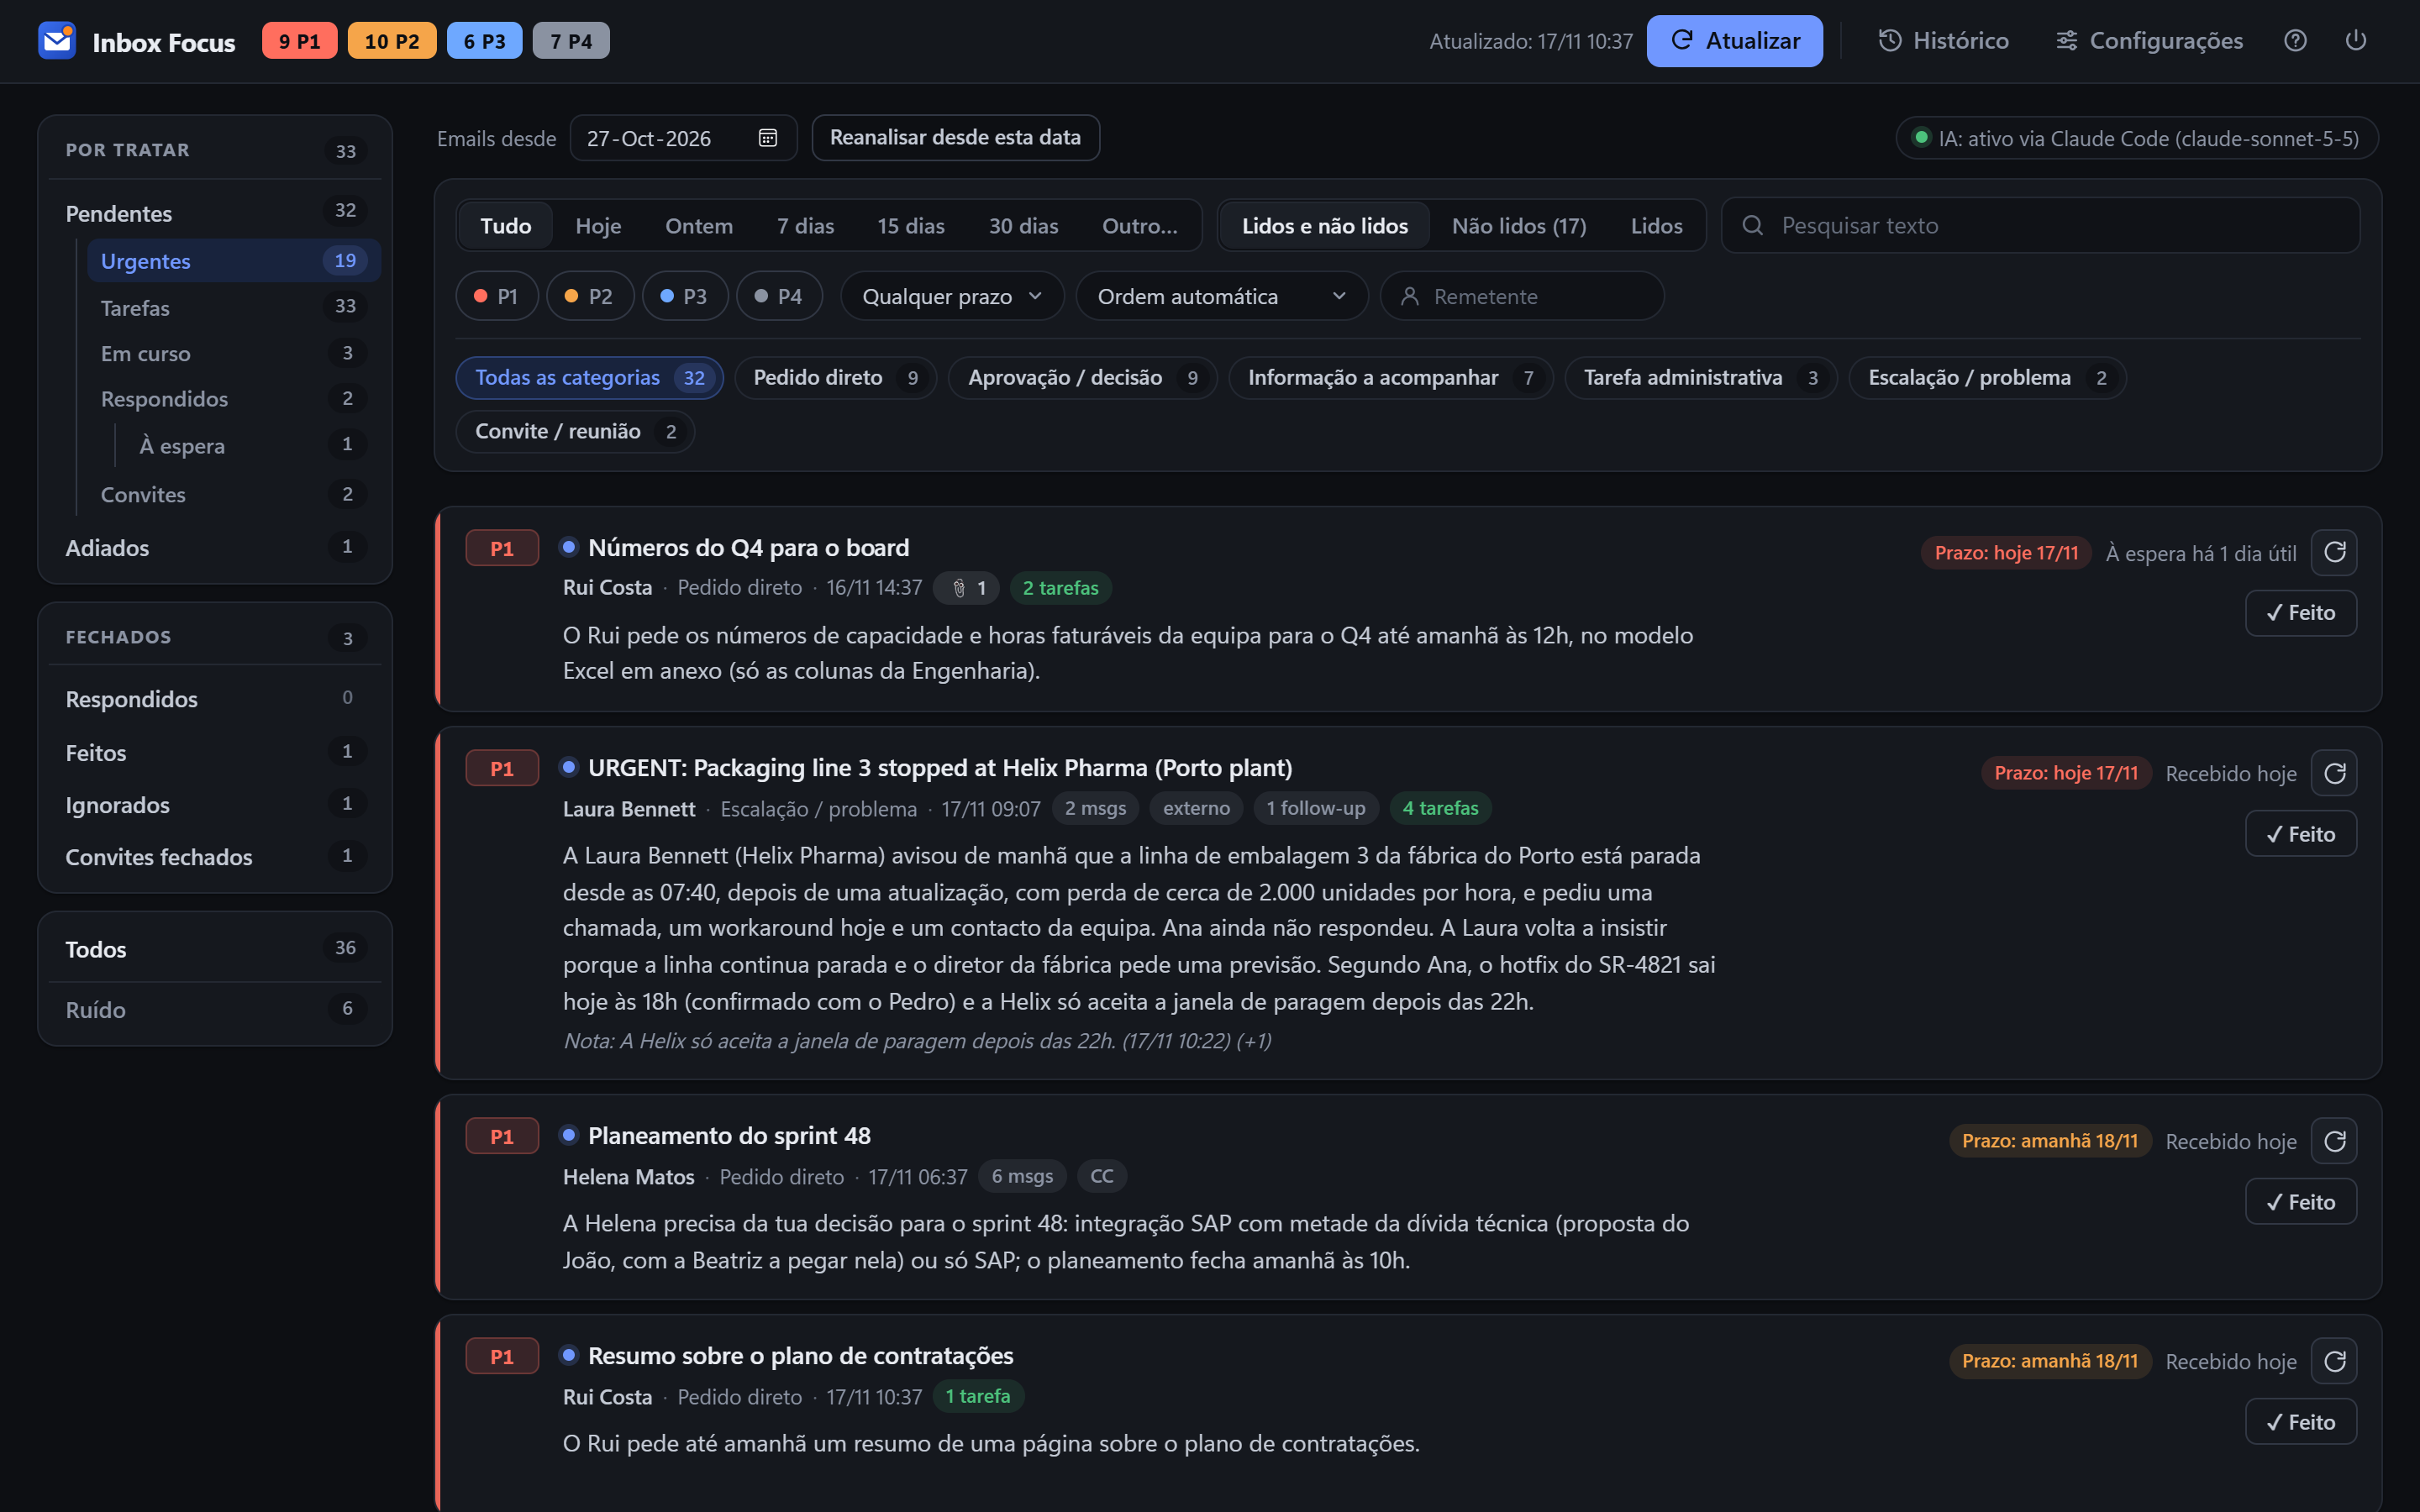 Inbox Focus
9 P1
10 P2
6 P3
7 P4
Atualizado: 17/11 10:37
Atualizar
Histórico
Configurações
POR TRATAR 33
Pendentes 32
Urgentes 19
Tarefas 33
Em curso 3
Respondidos 2
À espera 1
Convites 2
Adiados 1
FECHADOS 3
Respondidos 0
Feitos 1
Ignorados 1
Convites fechados 1
Todos 36
Ruído 6
Emails desde 27-Oct-2026 Reanalisar desde esta data
IA: ativo via Claude Code (claude-sonnet-5-5)
Tudo Hoje Ontem 7 dias 15 dias 30 dias Outro...
Lidos e não lidos Não lidos (17) Lidos
Pesquisar texto
P1 P2 P3 P4 Qualquer prazo Ordem automática Remetente
Todas as categorias 32 Pedido direto 9 Aprovação / decisão 9 Informação a acompanhar 7 Tarefa administrativa 3 Escalação / problema 2
Convite / reunião 2
P1 Números do Q4 para o board
Prazo: hoje 17/11 À espera há 1 dia útil
Rui Costa · Pedido direto · 16/11 14:37 1 2 tarefas
✓ Feito
O Rui pede os números de capacidade e horas faturáveis da equipa para o Q4 até amanhã às 12h, no modelo
Excel em anexo (só as colunas da Engenharia).
P1 URGENT: Packaging line 3 stopped at Helix Pharma (Porto plant)
Prazo: hoje 17/11 Recebido hoje
Laura Bennett · Escalação / problema · 17/11 09:07 2 msgs externo 1 follow-up 4 tarefas
✓ Feito
A Laura Bennett (Helix Pharma) avisou de manhã que a linha de embalagem 3 da fábrica do Porto está parada
desde as 07:40, depois de uma atualização, com perda de cerca de 2.000 unidades por hora, e pediu uma
chamada, um workaround hoje e um contacto da equipa. Ana ainda não respondeu. A Laura volta a insistir
porque a linha continua parada e o diretor da fábrica pede uma previsão. Segundo Ana, o hotfix do SR-4821 sai
hoje às 18h (confirmado com o Pedro) e a Helix só aceita a janela de paragem depois das 22h.
Nota: A Helix só aceita a janela de paragem depois das 22h. (17/11 10:22) (+1)
P1 Planeamento do sprint 48
Prazo: amanhã 18/11 Recebido hoje
Helena Matos · Pedido direto · 17/11 06:37 6 msgs CC
✓ Feito
A Helena precisa da tua decisão para o sprint 48: integração SAP com metade da dívida técnica (proposta do
João, com a Beatriz a pegar nela) ou só SAP; o planeamento fecha amanhã às 10h.
P1 Resumo sobre o plano de contratações
Prazo: amanhã 18/11 Recebido hoje
Rui Costa · Pedido direto · 17/11 10:37 1 tarefa
✓ Feito
O Rui pede até amanhã um resumo de uma página sobre o plano de contratações.